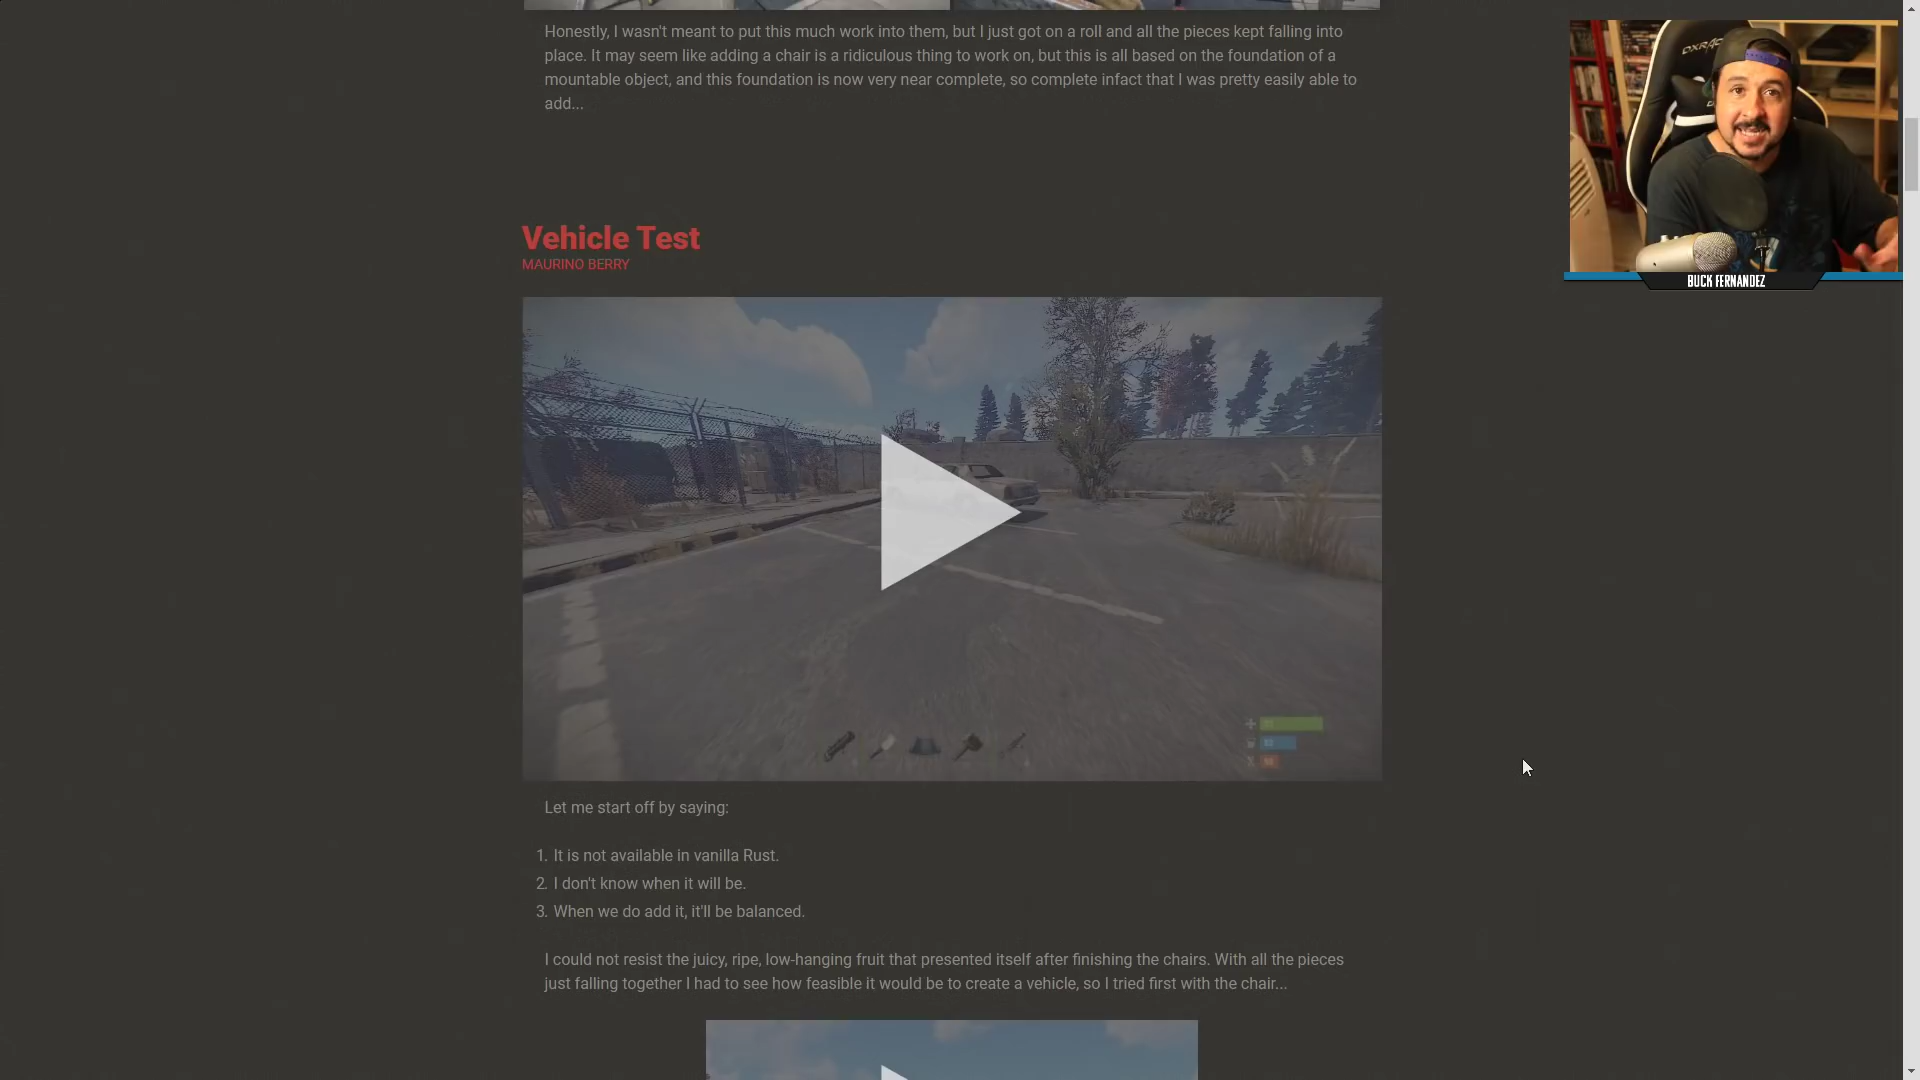 Honestly, I wasn't meant to put this much work into them, but I just got on a roll and all the pieces kept falling into
place. It may seem like adding a chair is a ridiculous thing to work on, but this is all based on the foundation of a
mountable object, and this foundation is now very near complete, so complete infact that I was pretty easily able to
add...
Vehicle Test
MAURINO BERRY
BUCK FERNANDEZ
Let me start off by saying:
1. It is not available in vanilla Rust.
2. I don't know when it will be.
3. When we do add it, it'll be balanced.
I could not resist the juicy, ripe, low-hanging fruit that presented itself after finishing the chairs. With all the pieces
just falling together I had to see how feasible it would be to create a vehicle, so I tried first with the chair...